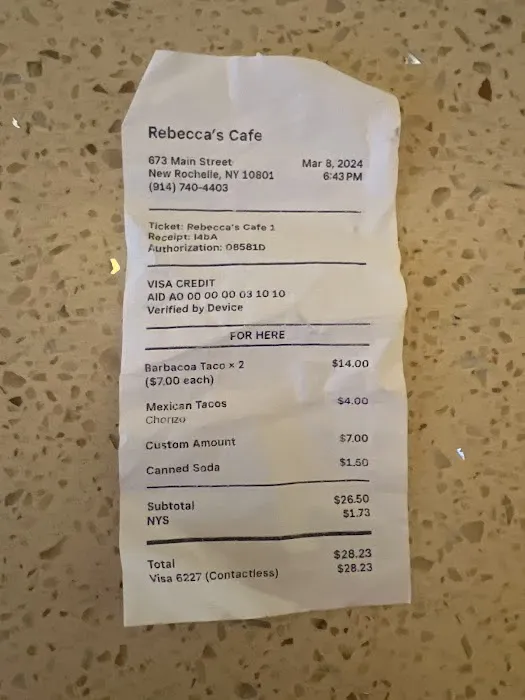 Rebecca's Cafe
673 Main Street
New Rochelle, NY 10801
(914) 740-4403
Mar 8, 2024
6:43 PM
Ticket: Rebecca's Cafe 1
Receipt: I4bA
Authorization: 08581D
VISA CREDIT
AID A0 00 00 00 03 10 10
Verified by Device
FOR HERE
Barbacoa Taco × 2 $14.00
($7.00 each)
Mexican Tacos $4.00
Chorizo
Custom Amount $7.00
Canned Soda $1.50
Subtotal $26.50
NYS $1.73
Total $28.23
Visa 6227 (Contactless) $28.23